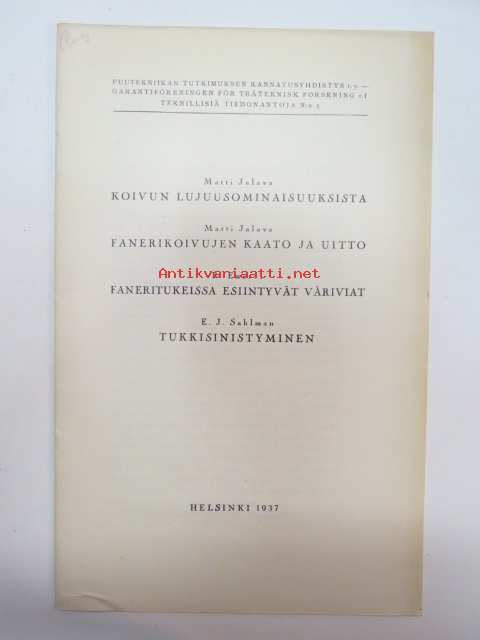 PUUTEKNIIKAN TUTKIMUKSEN KANNATUSYHDISTYS r.y. —
GARANTIFÖRENINGEN FÖR TRÄTEKNISK FORSKNING r.f
TEKNILLISIÄ TIEDONANTOJA N:o
Matti Jalava
KOIVUN LUJUUSOMINAISUUKSISTA
Matti Jalava
FANERIKOIVUJEN KAATO JA UITTO
Antikvariaatti.net
FANERITUKEISSA ESIINTYVÄT VÄRIVIAT
E. J. Sahlman
TUKKISINISTYMINEN
HELSINKI 1937